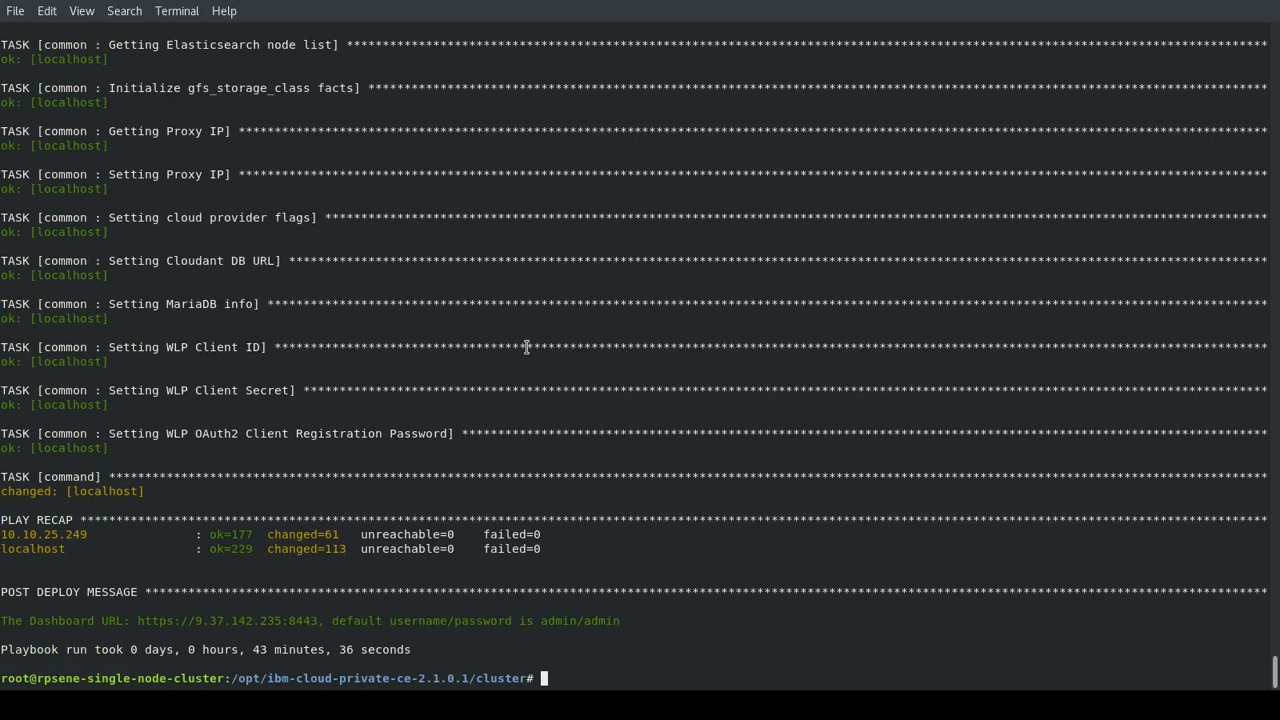 File Edit View Search Terminal Help
TASK [common : Getting Elasticsearch node list] ********************************************************************************************************************************
ok: [localhost]
TASK [common : Initialize gfs_storage_class facts] *****************************************************************************************************************************
ok: [localhost]
TASK [common : Getting Proxy IP] ***********************************************************************************************************************************************
ok: [localhost]
TASK [common : Setting Proxy IP] ***********************************************************************************************************************************************
ok: [localhost]
TASK [common : Setting cloud provider flags] ***********************************************************************************************************************************
ok: [localhost]
TASK [common : Setting Cloudant DB URL] ****************************************************************************************************************************************
ok: [localhost]
TASK [common : Setting MariaDB info] *******************************************************************************************************************************************
ok: [localhost]
TASK [common : Setting WLP Client ID] ******************************************************************************************************************************************
ok: [localhost]
TASK [common : Setting WLP Client Secret] **************************************************************************************************************************************
ok: [localhost]
TASK [common : Setting WLP OAuth2 Client Registration Password] ****************************************************************************************************************
ok: [localhost]
TASK [command] *****************************************************************************************************************************************************************
changed: [localhost]
PLAY RECAP *********************************************************************************************************************************************************************
10.10.25.249 : ok=177 changed=61 unreachable=0 failed=0
localhost : ok=229 changed=113 unreachable=0 failed=0
POST DEPLOY MESSAGE ************************************************************************************************************************************************************
The Dashboard URL: https://9.37.142.235:8443, default username/password is admin/admin
Playbook run took 0 days, 0 hours, 43 minutes, 36 seconds
root@rpsene-single-node-cluster:/opt/ibm-cloud-private-ce-2.1.0.1/cluster#